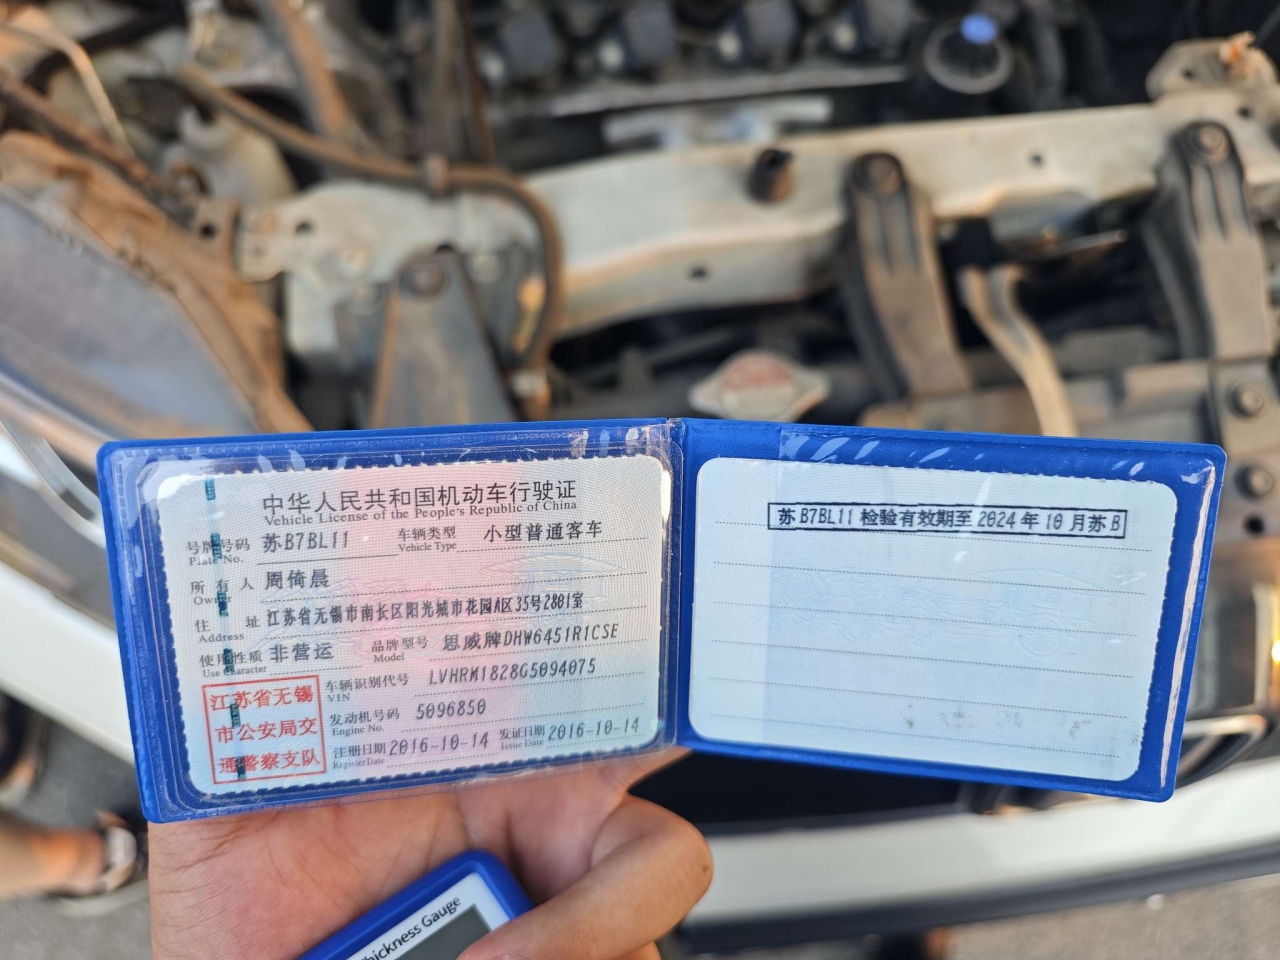 中华人民共和国机动车行驶证
Vehicle License of the People's Republic of China
号牌号码 苏B7BL11 车辆类型 小型普通客车
Plate No. Vehicle Type
所有人 周倚晨
Owner
住址 江苏省无锡市南长区阳光城市花园A区35号2801室
Address
使用性质 非营运 品牌型号 思威牌DHW6451R1CSE
Use Character Model
江苏省无锡
市公安局交
通警察支队
车辆识别代号 LVHRM1828G5094075
VIN
发动机号码 5096850
Engine No.
注册日期 2016-10-14 发证日期 2016-10-14
Register Date Issue Date
苏B7BL11 检验有效期至 2024年10月苏B
hickness Gauge